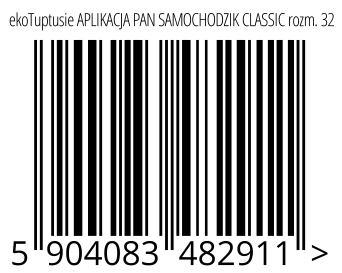 ekoTuptusie APLIKACJA PAN SAMOCHODZIK CLASSIC rozm. 32
5 904083 482911 >